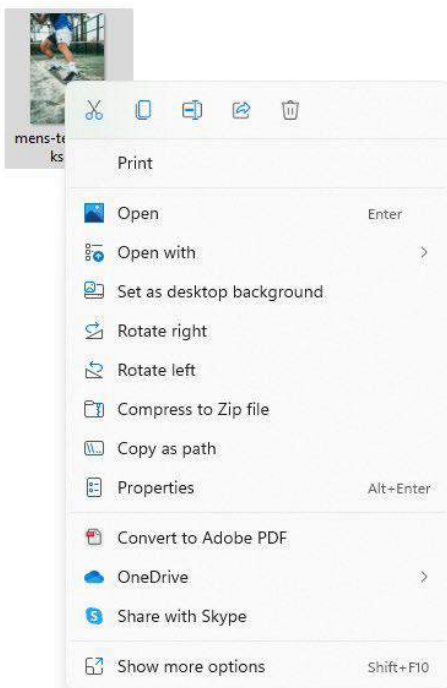 mens-te
ks
Print
Open Enter
Open with
Set as desktop background
Rotate right
Rotate left
Compress to Zip file
Copy as path
Properties Alt+Enter
Convert to Adobe PDF
OneDrive
Share with Skype
Show more options Shift+F10